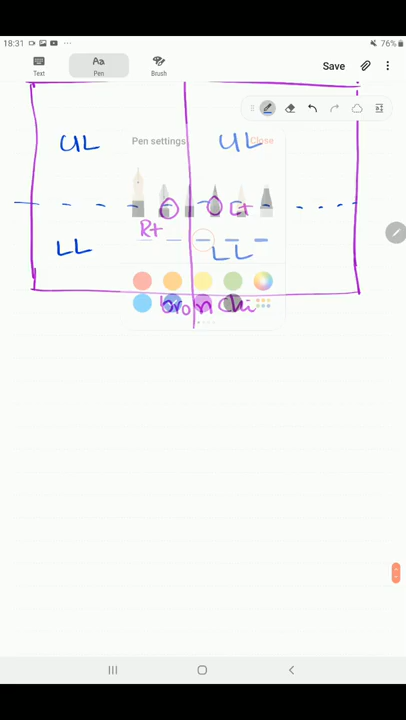 18:31 76%
Text Pen Brush Save
UL UL
Pen settings Close
Rt Lt
LL LL
bronchi